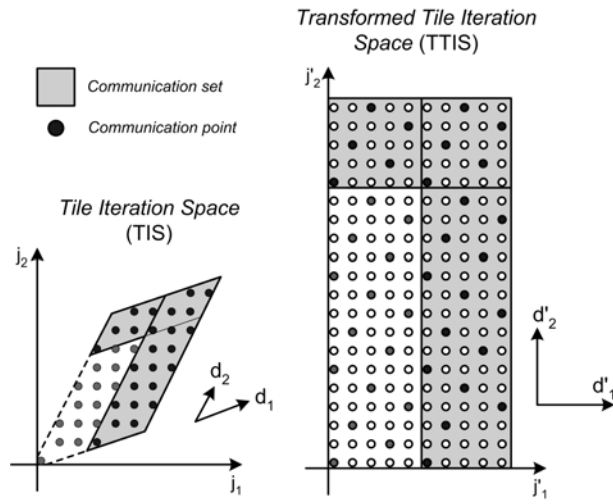 Transformed Tile Iteration
Space (TTIS)
j'2
Communication set
Communication point
Tile Iteration Space
(TIS)
j2
d2
d1
j1
d'2
d'1
j'1